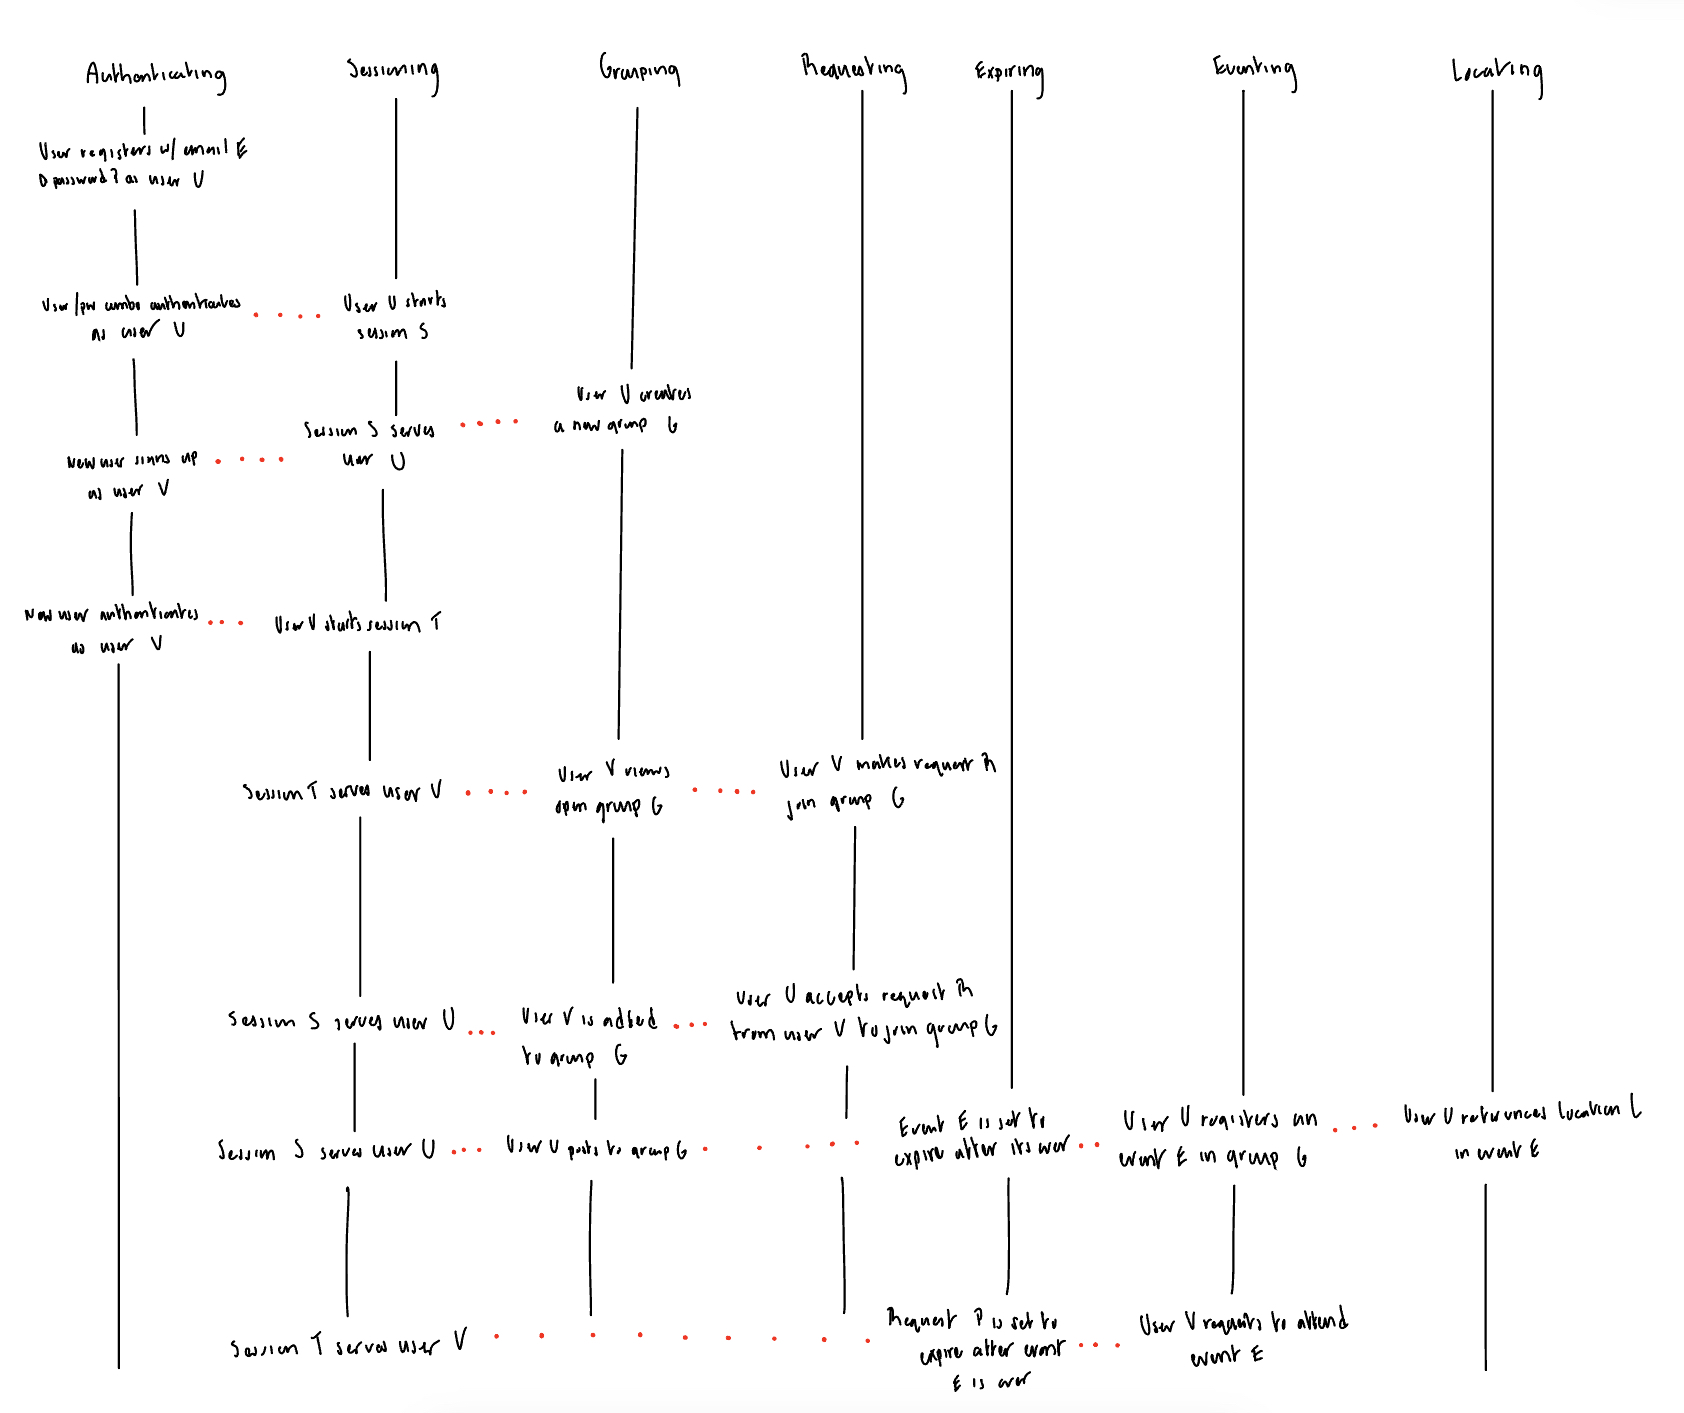 Authenticating
Sessioning
Grouping
Requesting
Expiring
Eventing
Locating
User registers w/ email E
password as user U
User/pw combo authenticates
as user U
User U starts
session S
User U creates
a new group G
Session S serves
user U
New user signs up
as user V
New user authenticates
as user V
User V starts session T
Session T serves user V
User V views
open group G
User V makes request R
join group G
Session S serves user U
User V is added
to group G
User U accepts request R
from user V to join group G
Session S serves user U
User U posts to group G
Event E is set to
expire after its over
User U registers an
event E in group G
User U references location L
in event E
Session T serves user V
Request P is set to
expire after event
E is over
User V requests to attend
event E